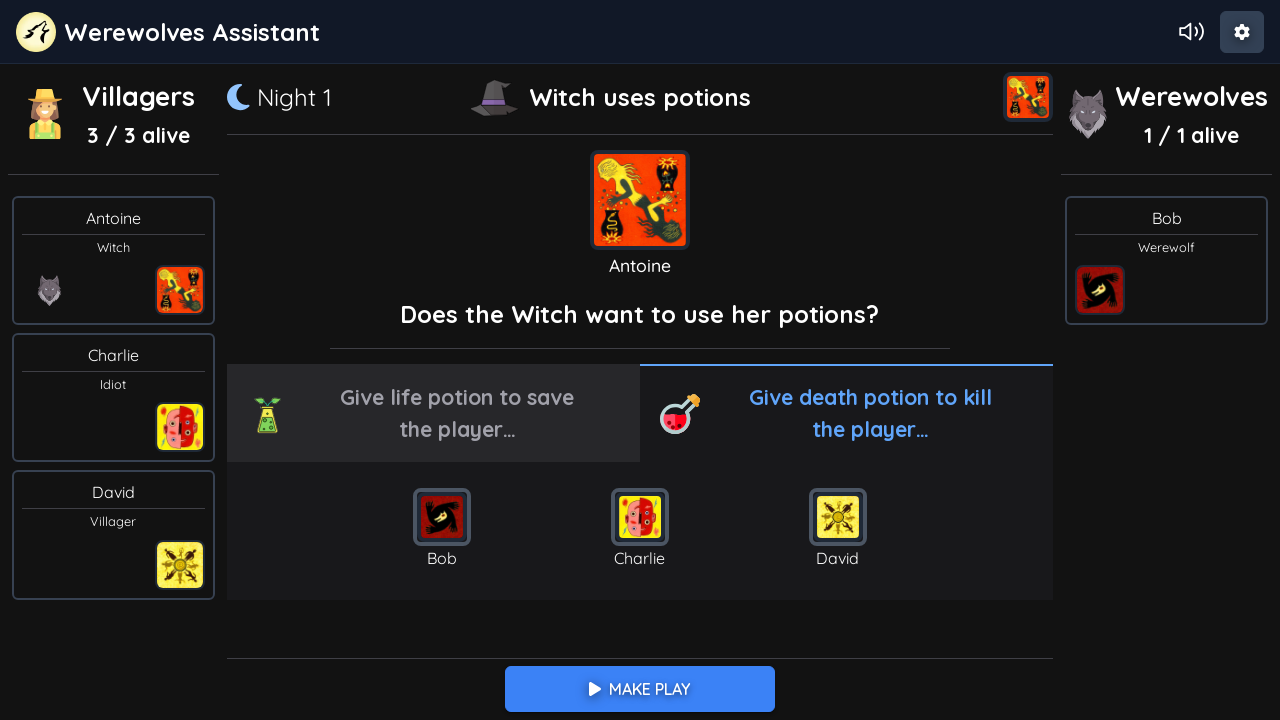 Werewolves Assistant
Villagers
3 / 3 alive
Night 1
Witch uses potions
Werewolves
1 / 1 alive
Antoine
Witch
Charlie
Idiot
David
Villager
Antoine
Does the Witch want to use her potions?
Give life potion to save
the player...
Give death potion to kill
the player...
Bob
Charlie
David
MAKE PLAY
Bob
Werewolf